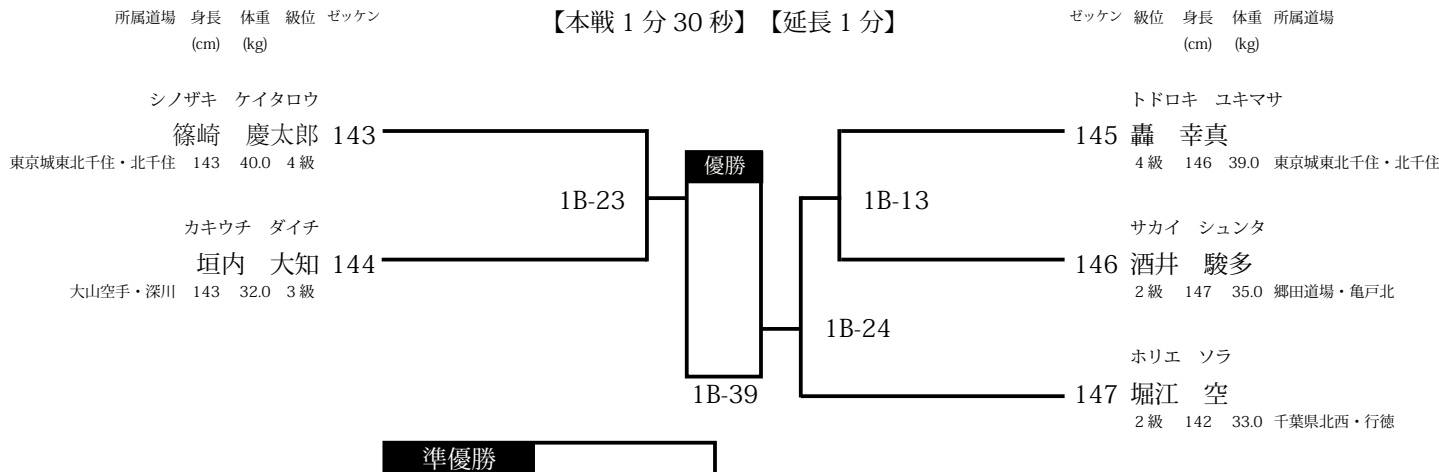 所属道場 身長 体重 級位 ゼッケン
(cm) (kg)
【本戦 1 分 30 秒】【延長 1 分】
ゼッケン 級位 身長 体重 所属道場
(cm) (kg)
シノザキ ケイタロウ
篠崎 慶太郎 143
東京城東北千住・北千住 143 40.0 4 級
カキウチ ダイチ
垣内 大知 144
大山空手・深川 143 32.0 3 級
1B-23
優勝
1B-39
準優勝
トドロキ ユキマサ
145 轟 幸真
4 級 146 39.0 東京城東北千住・北千住
1B-13
サカイ シュンタ
146 酒井 駿多
2 級 147 35.0 郷田道場・亀戸北
1B-24
ホリエ ソラ
147 堀江 空
2 級 142 33.0 千葉県北西・行徳